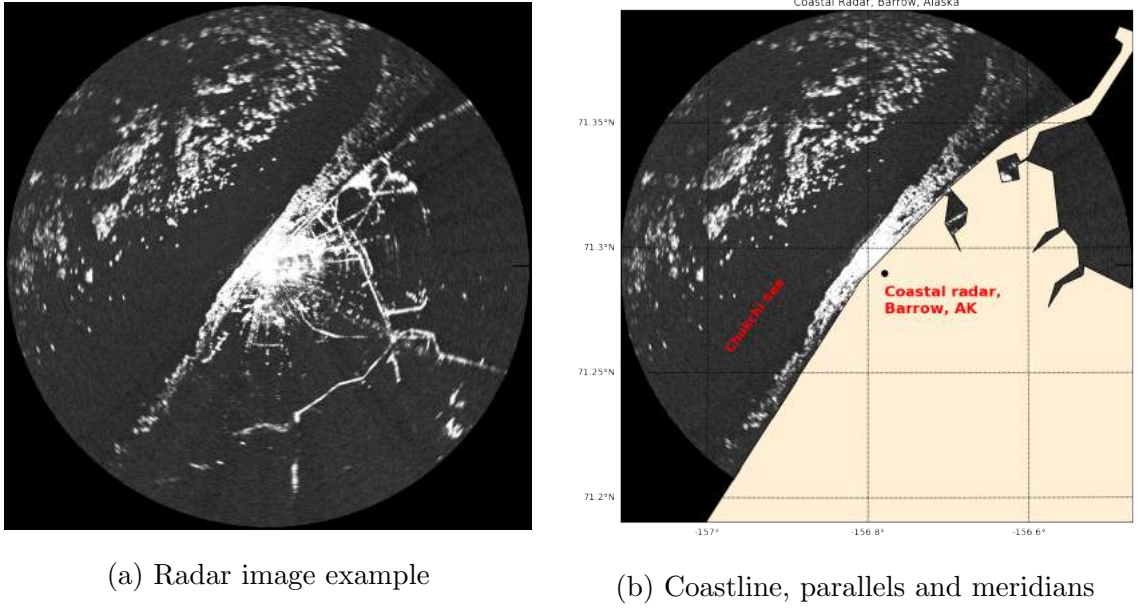 Coastal Radar, Barrow, Alaska
71.35°N
71.3°N
Chukchi See
Coastal radar,
Barrow, AK
71.25°N
71.2°N
-157°
-156.8°
-156.6°
(a) Radar image example
(b) Coastline, parallels and meridians